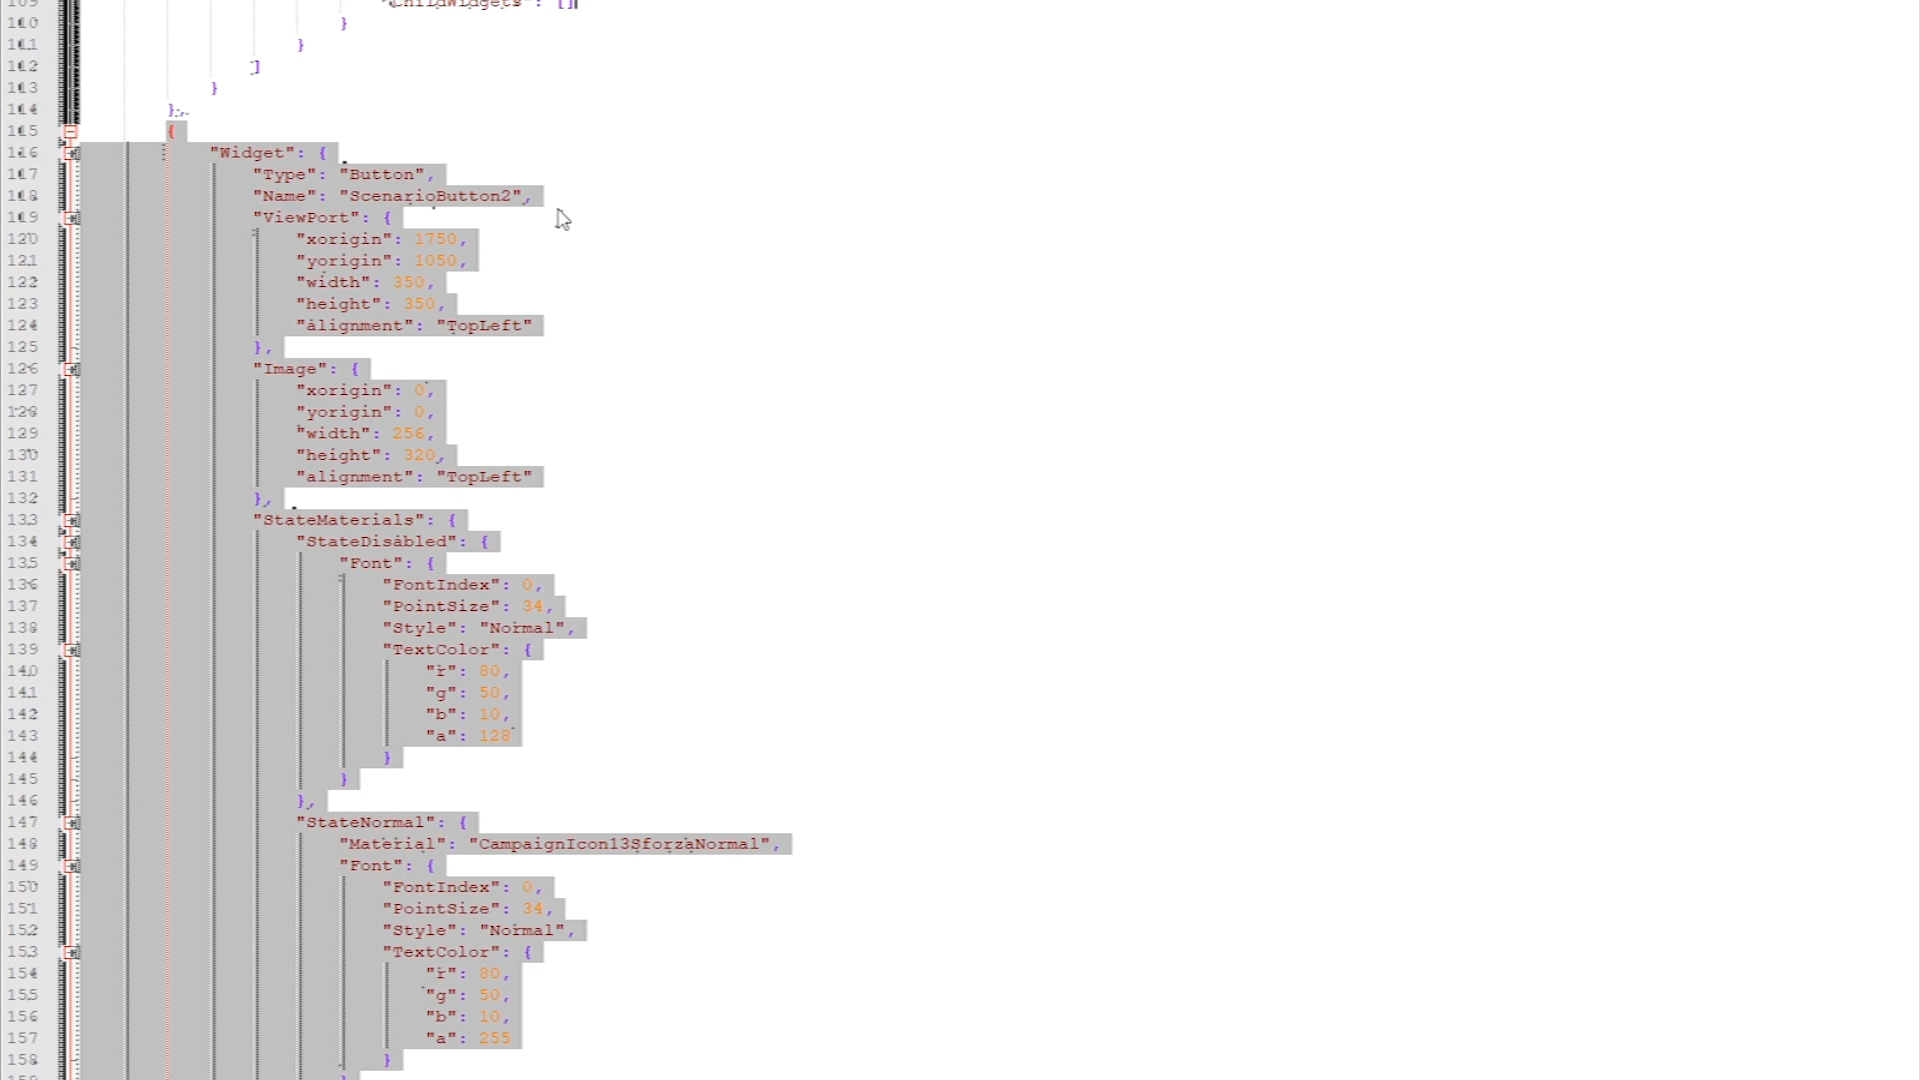 109 "ChildWidgets": []
110 }
111 }
112 ]
113 }
114 },
115 {
116 "Widget": {
117 "Type": "Button",
118 "Name": "ScenarioButton2",
119 "ViewPort": {
120 "xorigin": 1750,
121 "yorigin": 1050,
122 "width": 350,
123 "height": 350,
124 "alignment": "TopLeft"
125 },
126 "Image": {
127 "xorigin": 0,
128 "yorigin": 0,
129 "width": 256,
130 "height": 320,
131 "alignment": "TopLeft"
132 },
133 "StateMaterials": {
134 "StateDisabled": {
135 "Font": {
136 "FontIndex": 0,
137 "PointSize": 34,
138 "Style": "Normal",
139 "TextColor": {
140 "r": 80,
141 "g": 50,
142 "b": 10,
143 "a": 128
144 }
145 }
146 },
147 "StateNormal": {
148 "Material": "CampaignIcon13SforzaNormal",
149 "Font": {
150 "FontIndex": 0,
151 "PointSize": 34,
152 "Style": "Normal",
153 "TextColor": {
154 "r": 80,
155 "g": 50,
156 "b": 10,
157 "a": 255
158 }
159 }